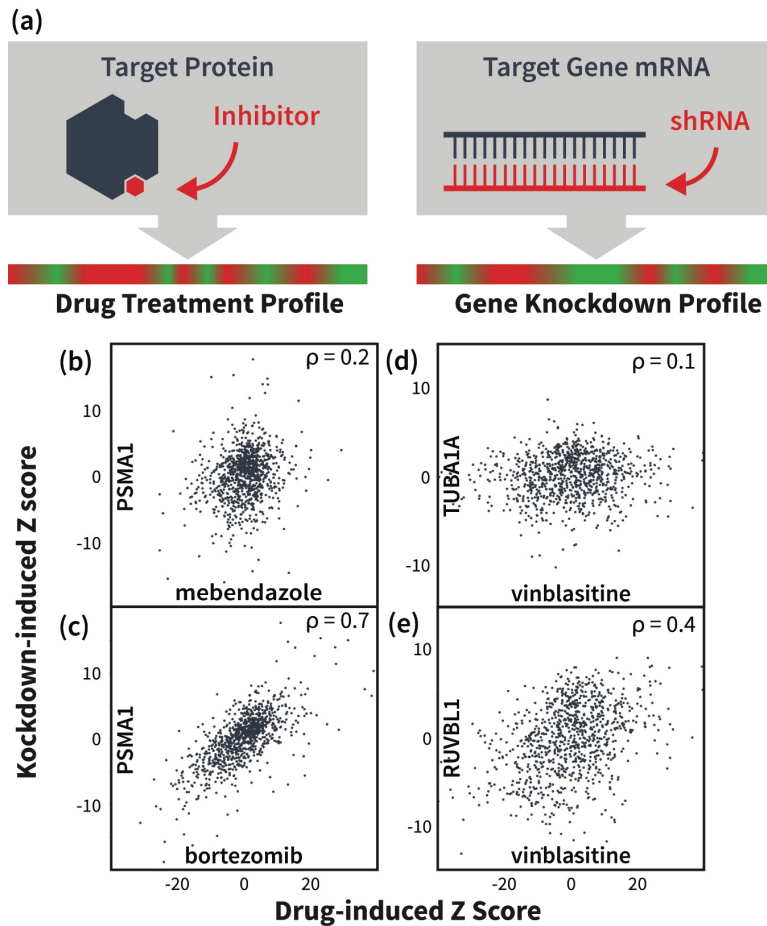 (a)
Target Protein
Inhibitor
Drug Treatment Profile
Target Gene mRNA
shRNA
Gene Knockdown Profile
Kockdown-induced Z score
(b)
ρ = 0.2
10
0
-10
PSMA1
mebendazole
(d)
ρ = 0.1
10
0
-10
TUBA1A
vinblasitine
(c)
ρ = 0.7
10
0
-10
PSMA1
bortezomib
-20 0 20
(e)
ρ = 0.4
10
0
-10
RUVBL1
vinblasitine
-20 0 20
Drug-induced Z Score